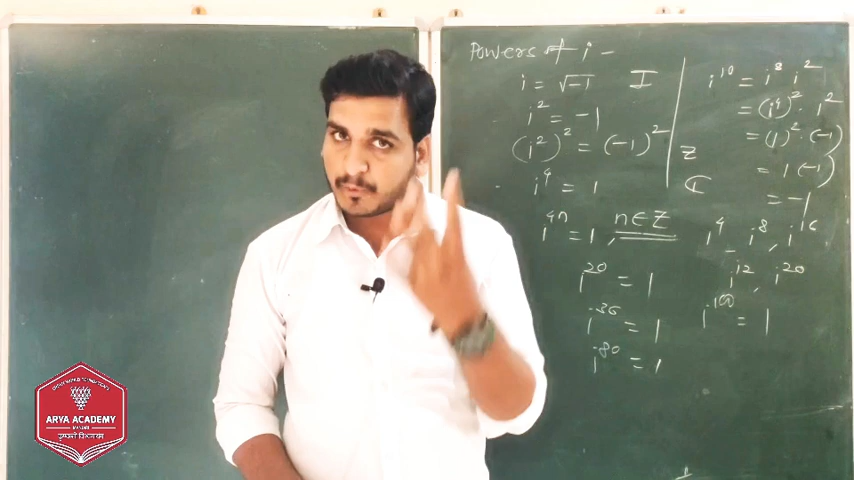 Powers of i -
i = √-1 I
i² = -1
(i²)² = (-1)²
i⁴ = 1
i⁴ⁿ = 1, n∈Z
i²⁰ = 1
i³⁶ = 1
i⁸⁰ = 1
Z
C
i¹⁰ = i⁸ i²
= (i⁴)² · i²
= (1)² · (-1)
= 1 (-1)
= -1
i⁴, i⁸, i¹⁶
i¹², i²⁰
i¹⁰⁰ = 1
ARYA ACADEMY